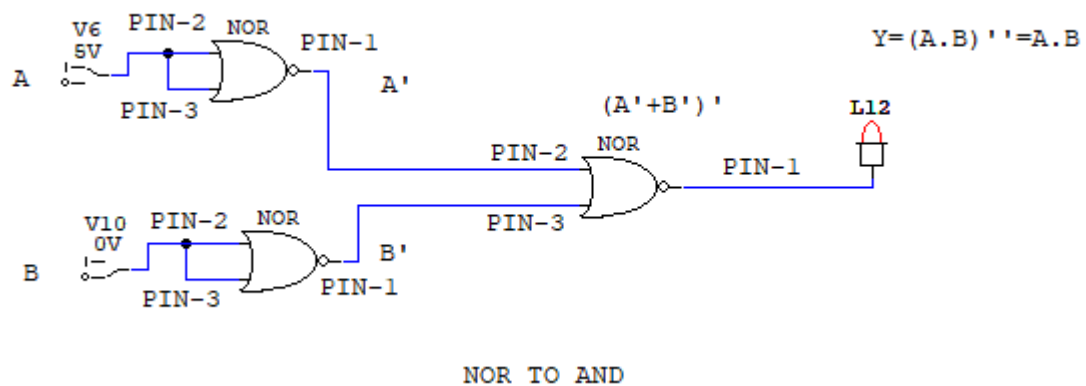 V6
5V
PIN-2
NOR
PIN-1
Y=(A.B)''=A.B
A
A'
PIN-3
(A'+B')'
L12
NOR
PIN-2
PIN-1
PIN-3
V10
0V
PIN-2
NOR
B'
B
PIN-1
PIN-3
NOR TO AND